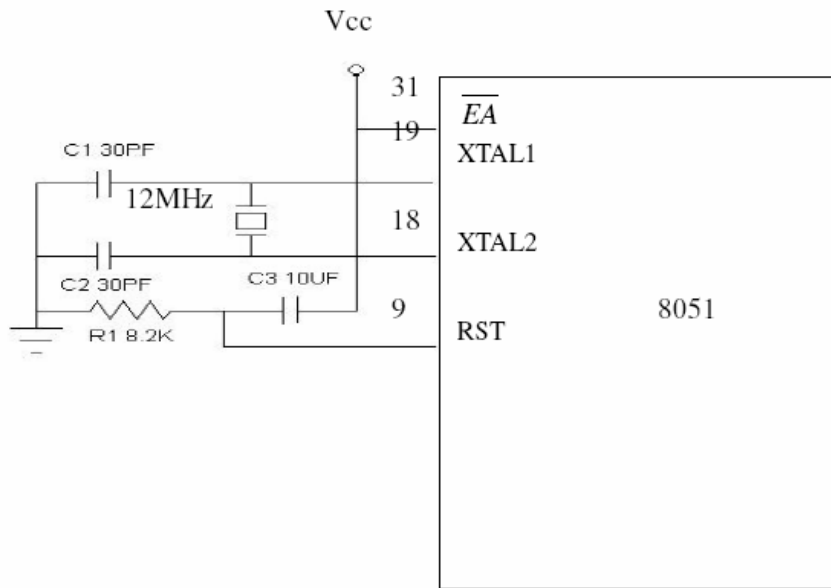 Vcc
31
EA
19
XTAL1
C1 30PF
12MHz
18
XTAL2
C2 30PF
C3 10UF
9
8051
RST
R1 8.2K